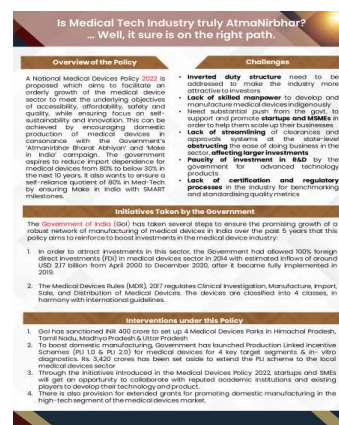 Is Medical Tech Industry truly AtmaNirbhar?
... Well, it sure is on the right path.
Overview of the Policy
A National Medical Devices Policy 2022 is
proposed which aims to facilitate an
orderly growth of the medical device
sector to meet the underlying objectives
of accessibility, affordability, safety and
quality, while ensuring focus on self-
sustainability and innovation. This can be
achieved by encouraging domestic
production of medical devices in
consonance with the Government's
'Atmanirbhar Bharat Abhiyan' and 'Make
in India' campaign. The government
aspires to reduce import dependence for
medical devices from 80% to below 30% in
the next 10 years. It also wants to ensure a
self-reliance quotient of 80% in Med-Tech
by ensuring Make in India with SMART
milestones.
Challenges
• Inverted duty structure need to be
addressed to make the industry more
attractive to investors
• Lack of skilled manpower to develop and
manufacture medical devices indigenously
• Need substantial push from the govt. to
support and promote startups and MSMEs in
order to help them scale up their businesses
• Lack of streamlining of clearances and
approvals systems at the state-level
obstructing the ease of doing business in the
sector, affecting larger investments
• Paucity of investment in R&D by the
government for advanced technology
products
• Lack of certification and regulatory
processes in the industry for benchmarking
and standardising quality metrics
Initiatives Taken by the Government
The Government of India (GoI) has taken several steps to ensure the promising growth of a
robust network of manufacturing of medical devices in India over the past 5 years that this
policy aims to reinforce to boost investments in the medical device industry:
1. In order to attract investments in this sector, the Government had allowed 100% foreign
direct investments (FDI) in medical devices sector in 2014 with estimated inflows of around
USD 2.17 billion from April 2000 to December 2020, after it became fully implemented in
2019.
2. The Medical Devices Rules (MDR), 2017 regulates Clinical Investigation, Manufacture, Import,
Sale, and Distribution of Medical Devices. The devices are classified into 4 classes, in
harmony with international guidelines.
Interventions under this Policy
1. GoI has sanctioned INR 400 crore to set up 4 Medical Devices Parks in Himachal Pradesh,
Tamil Nadu, Madhya Pradesh & Uttar Pradesh
2. To boost domestic manufacturing, Government has launched Production Linked Incentive
Schemes (PLI 1.0 & PLI 2.0) for medical devices for 4 key target segments & in- vitro
diagnostics. Rs. 3,420 crores has been set aside to extend the PLI scheme to the local
medical devices sector
3. Through the initiatives introduced in the Medical Devices Policy 2022, startups and SMEs
will get an opportunity to collaborate with reputed academic institutions and existing
players to develop their technology and product.
4. There is also provision for extended grants for promoting domestic manufacturing in the
high-tech segment of the medical devices market.